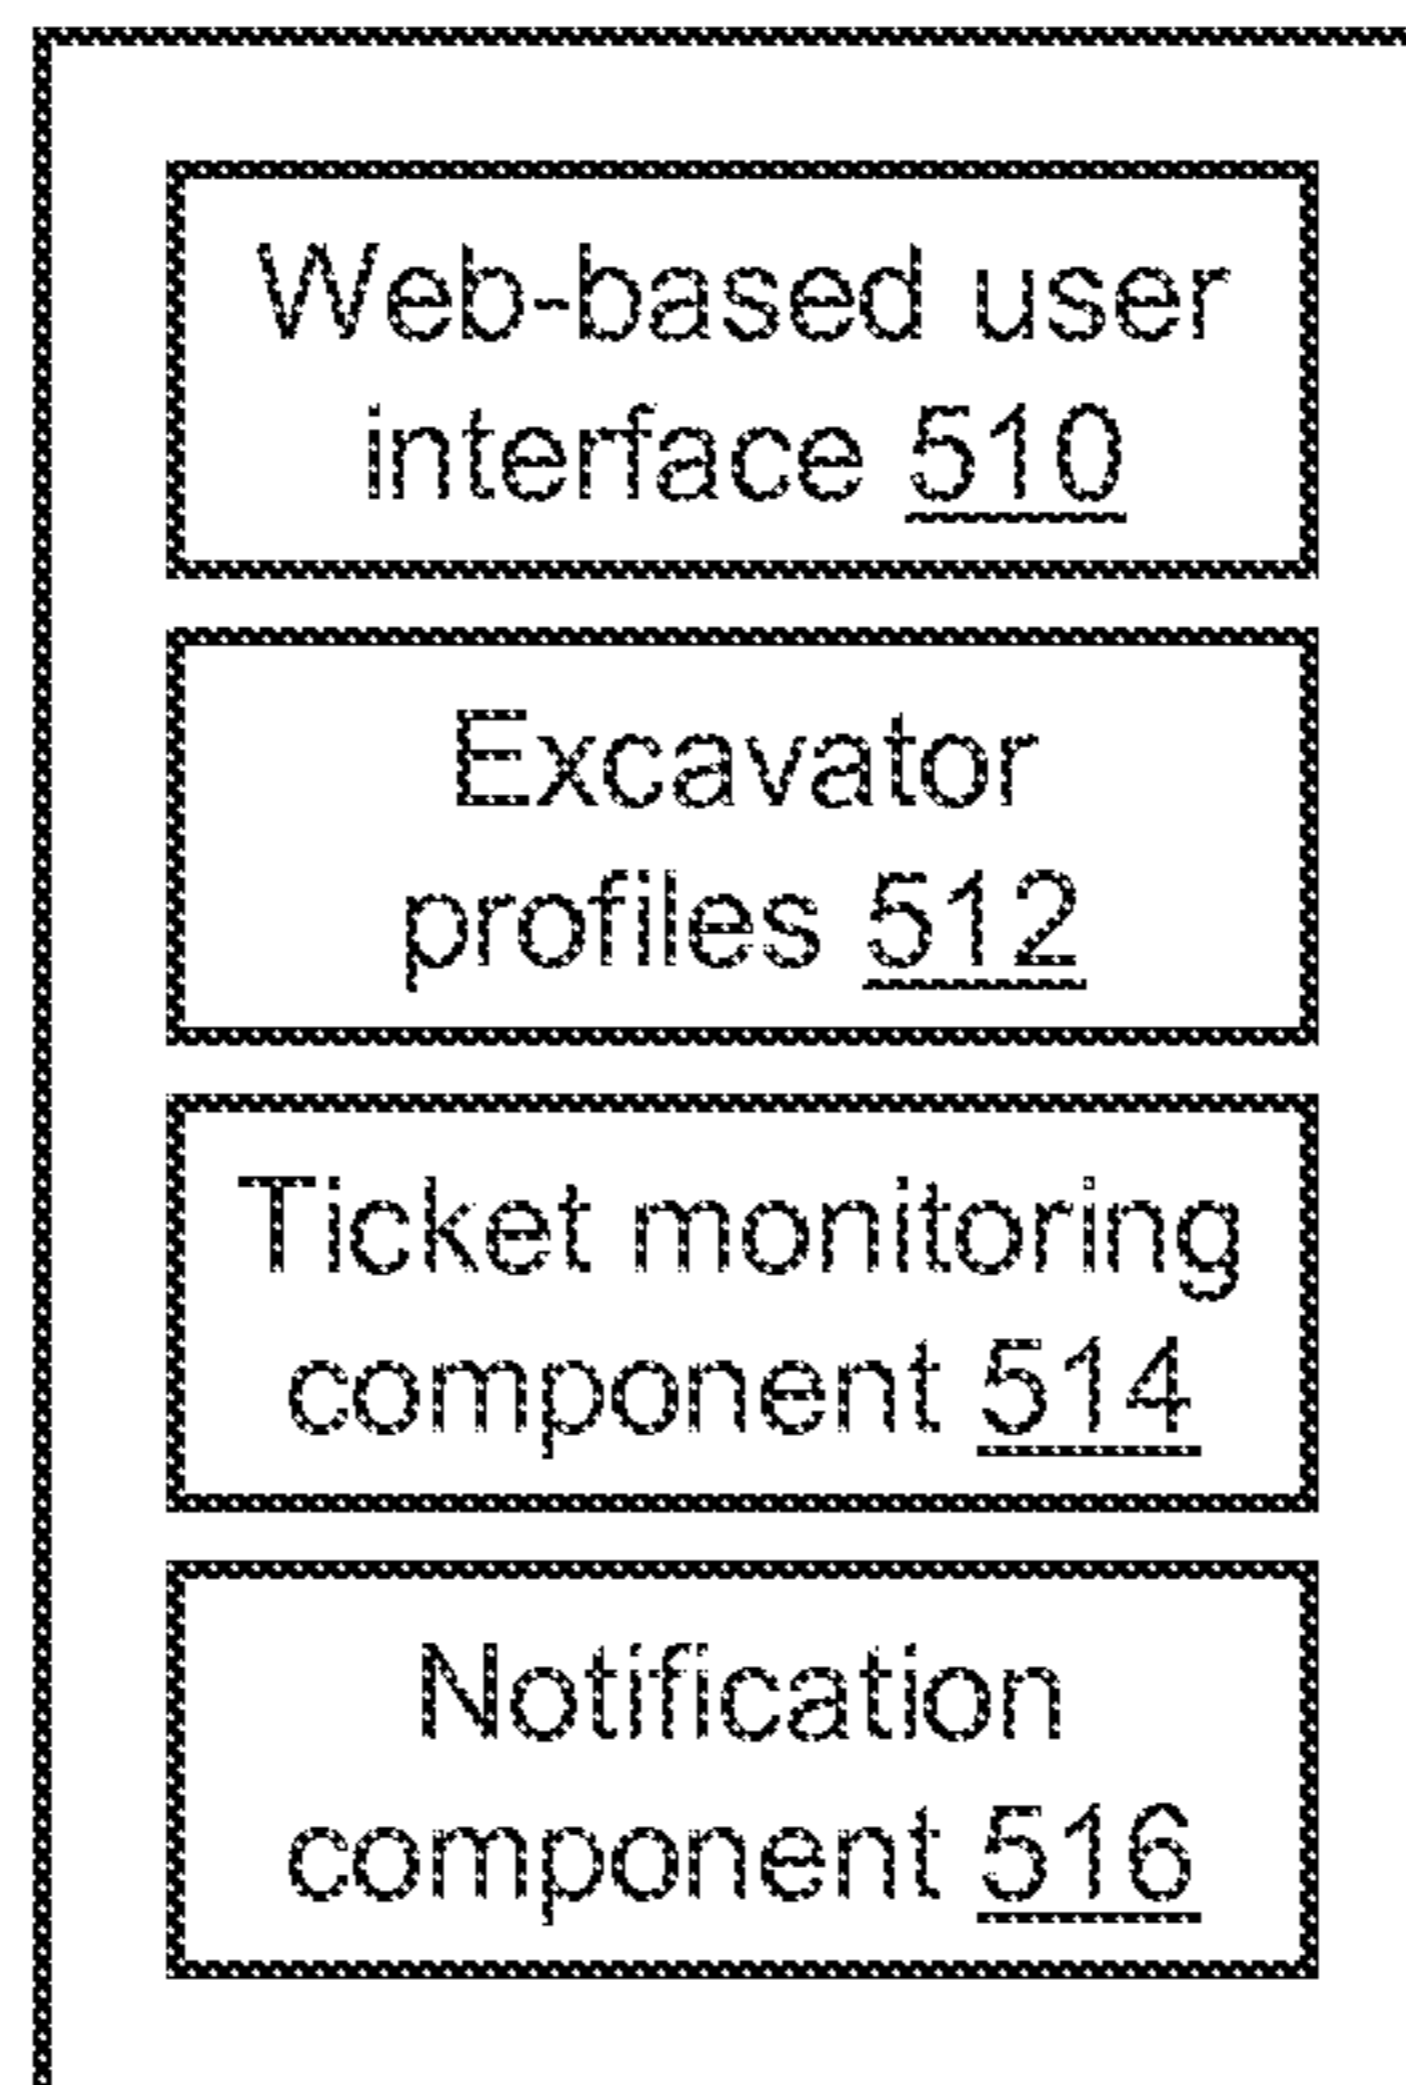 Web-based user
interface 510
Excavator
profiles 512
Ticket monitoring
component 514
Notification
component 516